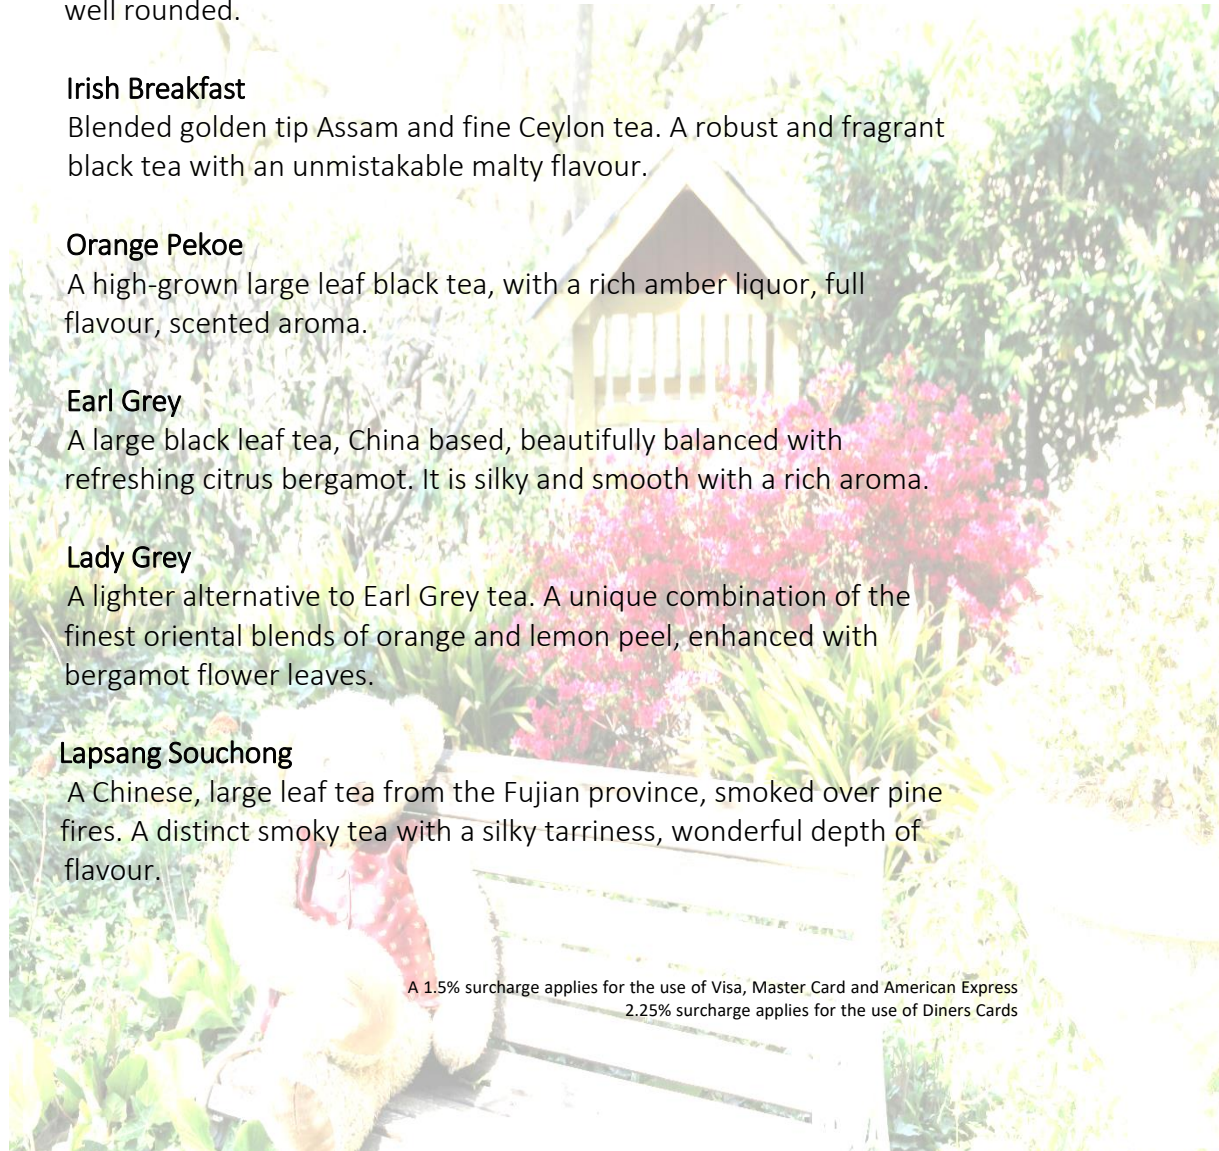 well rounded.
Irish Breakfast
Blended golden tip Assam and fine Ceylon tea. A robust and fragrant
black tea with an unmistakable malty flavour.
Orange Pekoe
A high-grown large leaf black tea, with a rich amber liquor, full
flavour, scented aroma.
Earl Grey
A large black leaf tea, China based, beautifully balanced with
refreshing citrus bergamot. It is silky and smooth with a rich aroma.
Lady Grey
A lighter alternative to Earl Grey tea. A unique combination of the
finest oriental blends of orange and lemon peel, enhanced with
bergamot flower leaves.
Lapsang Souchong
A Chinese, large leaf tea from the Fujian province, smoked over pine
fires. A distinct smoky tea with a silky tarriness, wonderful depth of
flavour.
A 1.5% surcharge applies for the use of Visa, Master Card and American Express
2.25% surcharge applies for the use of Diners Cards